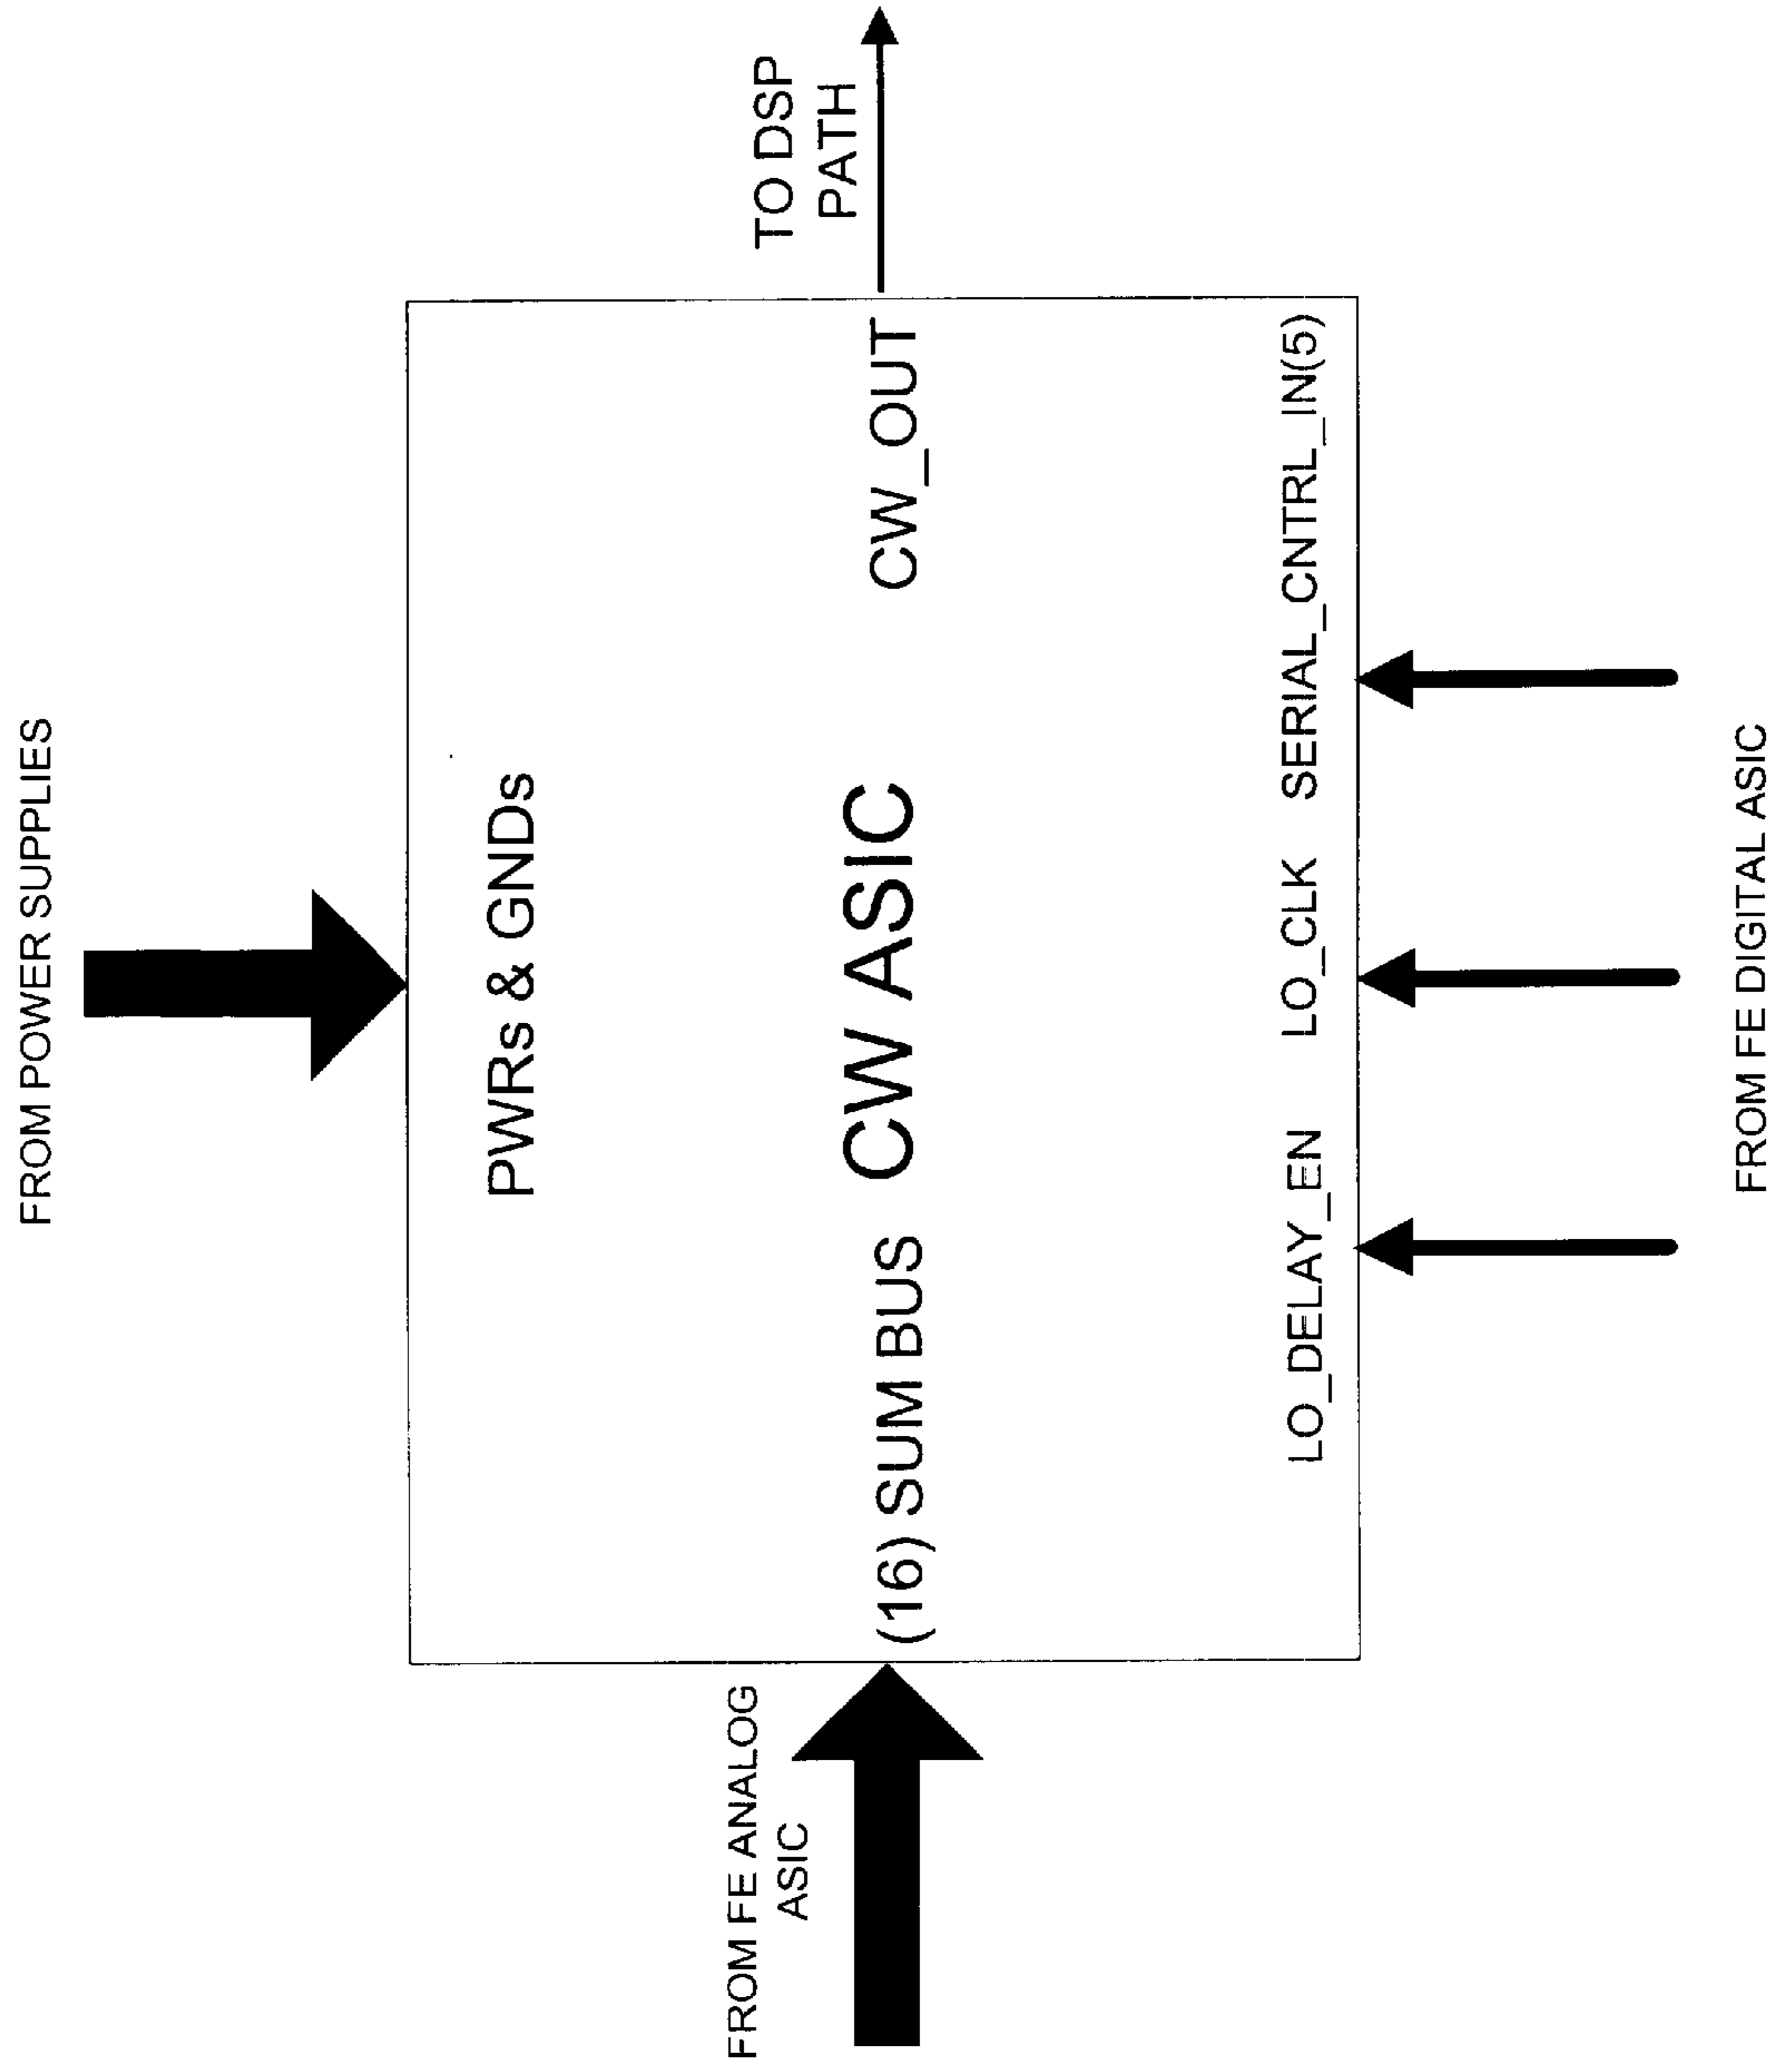 FROM POWER SUPPLIES
PWRs & GNDs
FROM FE ANALOG
ASIC
(16) SUM BUS
CW ASIC
CW_OUT
TO DSP
PATH
LO_DELAY_EN
LO_CLK
SERIAL_CNTRL_IN(5)
FROM FE DIGITAL ASIC